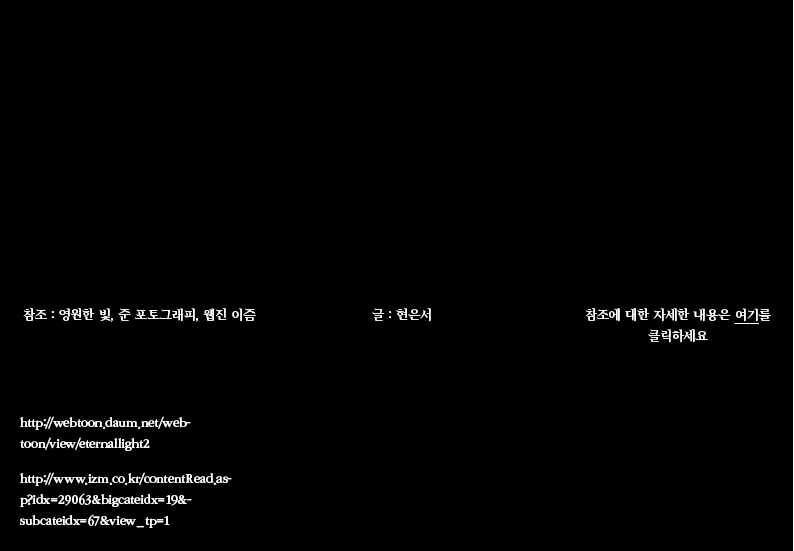 참조 : 영원한 빛, 준 포토그래피, 웹진 이즘
글 : 현은서
참조에 대한 자세한 내용은 여기를
클릭하세요
http://webtoon.daum.net/web-
toon/view/eternallight2
http://www.izm.co.kr/contentRead.as-
p?idx=29063&bigcateidx=19&-
subcateidx=67&view_tp=1